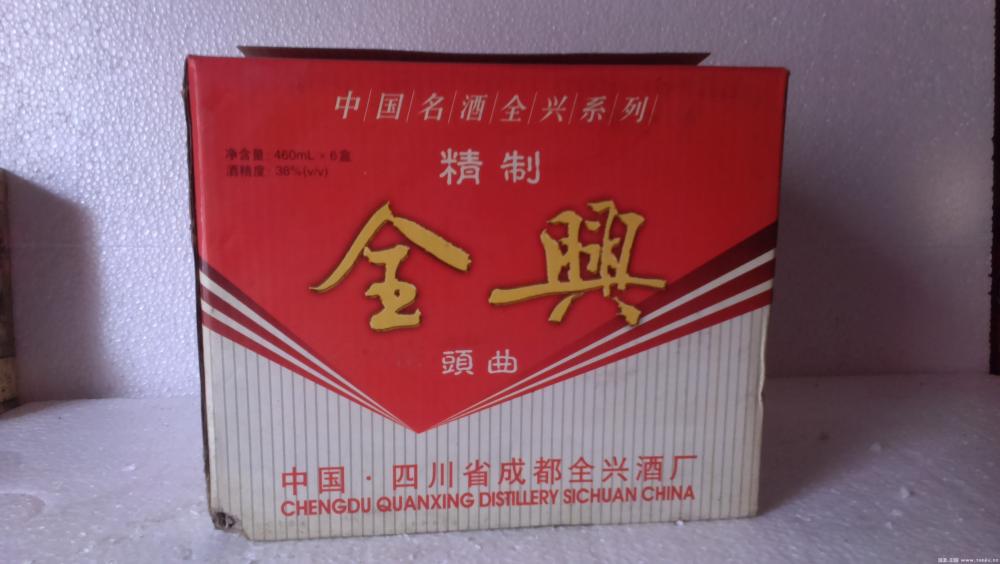 中国名酒全兴系列
净含量: 460mL×6盒
酒精度: 38%(v/v)
精制
全興
頭曲
中国·四川省成都全兴酒厂
CHENGDU QUANXING DISTILLERY SICHUAN CHINA